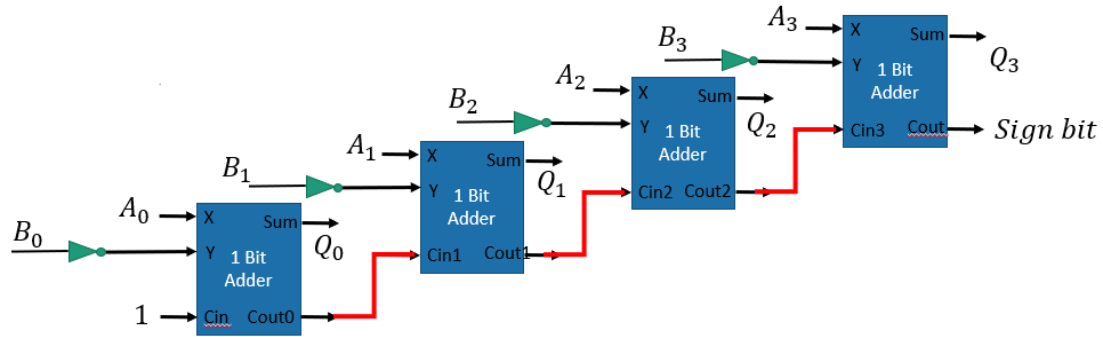 B₀
A₀
X
Y
Sum
Q₀
1 Bit
Adder
1
Cin
Cout0
B₁
A₁
X
Y
Sum
Q₁
1 Bit
Adder
Cin1
Cout1
B₂
A₂
X
Y
Sum
Q₂
1 Bit
Adder
Cin2
Cout2
B₃
A₃
X
Y
Sum
Q₃
1 Bit
Adder
Cin3
Cout
Sign bit